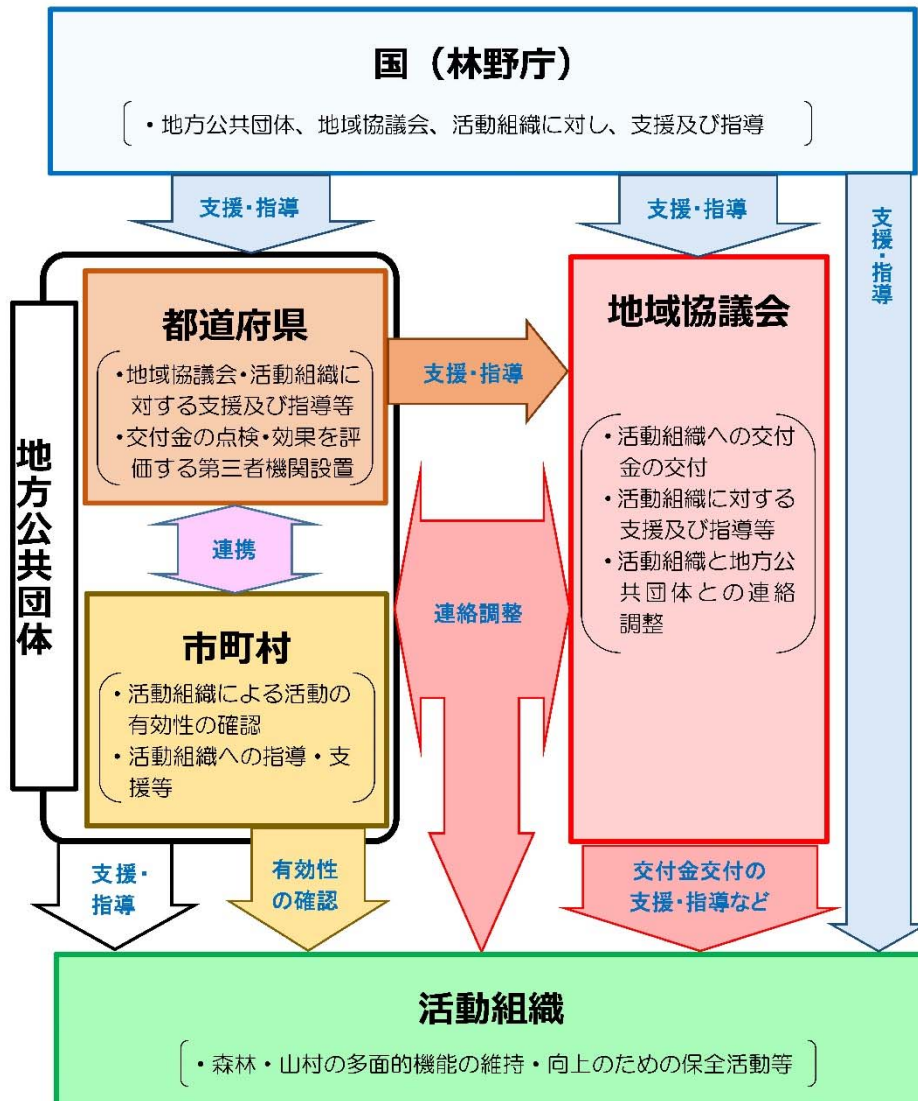 国（林野庁）
・地方公共団体、地域協議会、活動組織に対し、支援及び指導
支援・指導
支援・指導
支援・指導
地方公共団体
都道府県
・地域協議会・活動組織に
対する支援及び指導等
・交付金の点検・効果を評
価する第三者機関設置
支援・指導
地域協議会
・活動組織への交付
金の交付
・活動組織に対する
支援及び指導等
・活動組織と地方公
共団体との連絡
調整
連携
連絡調整
市町村
・活動組織による活動の
有効性の確認
・活動組織への指導・支
援等
支援・
指導
有効性
の確認
交付金交付の
支援・指導など
活動組織
・森林・山村の多面的機能の維持・向上のための保全活動等